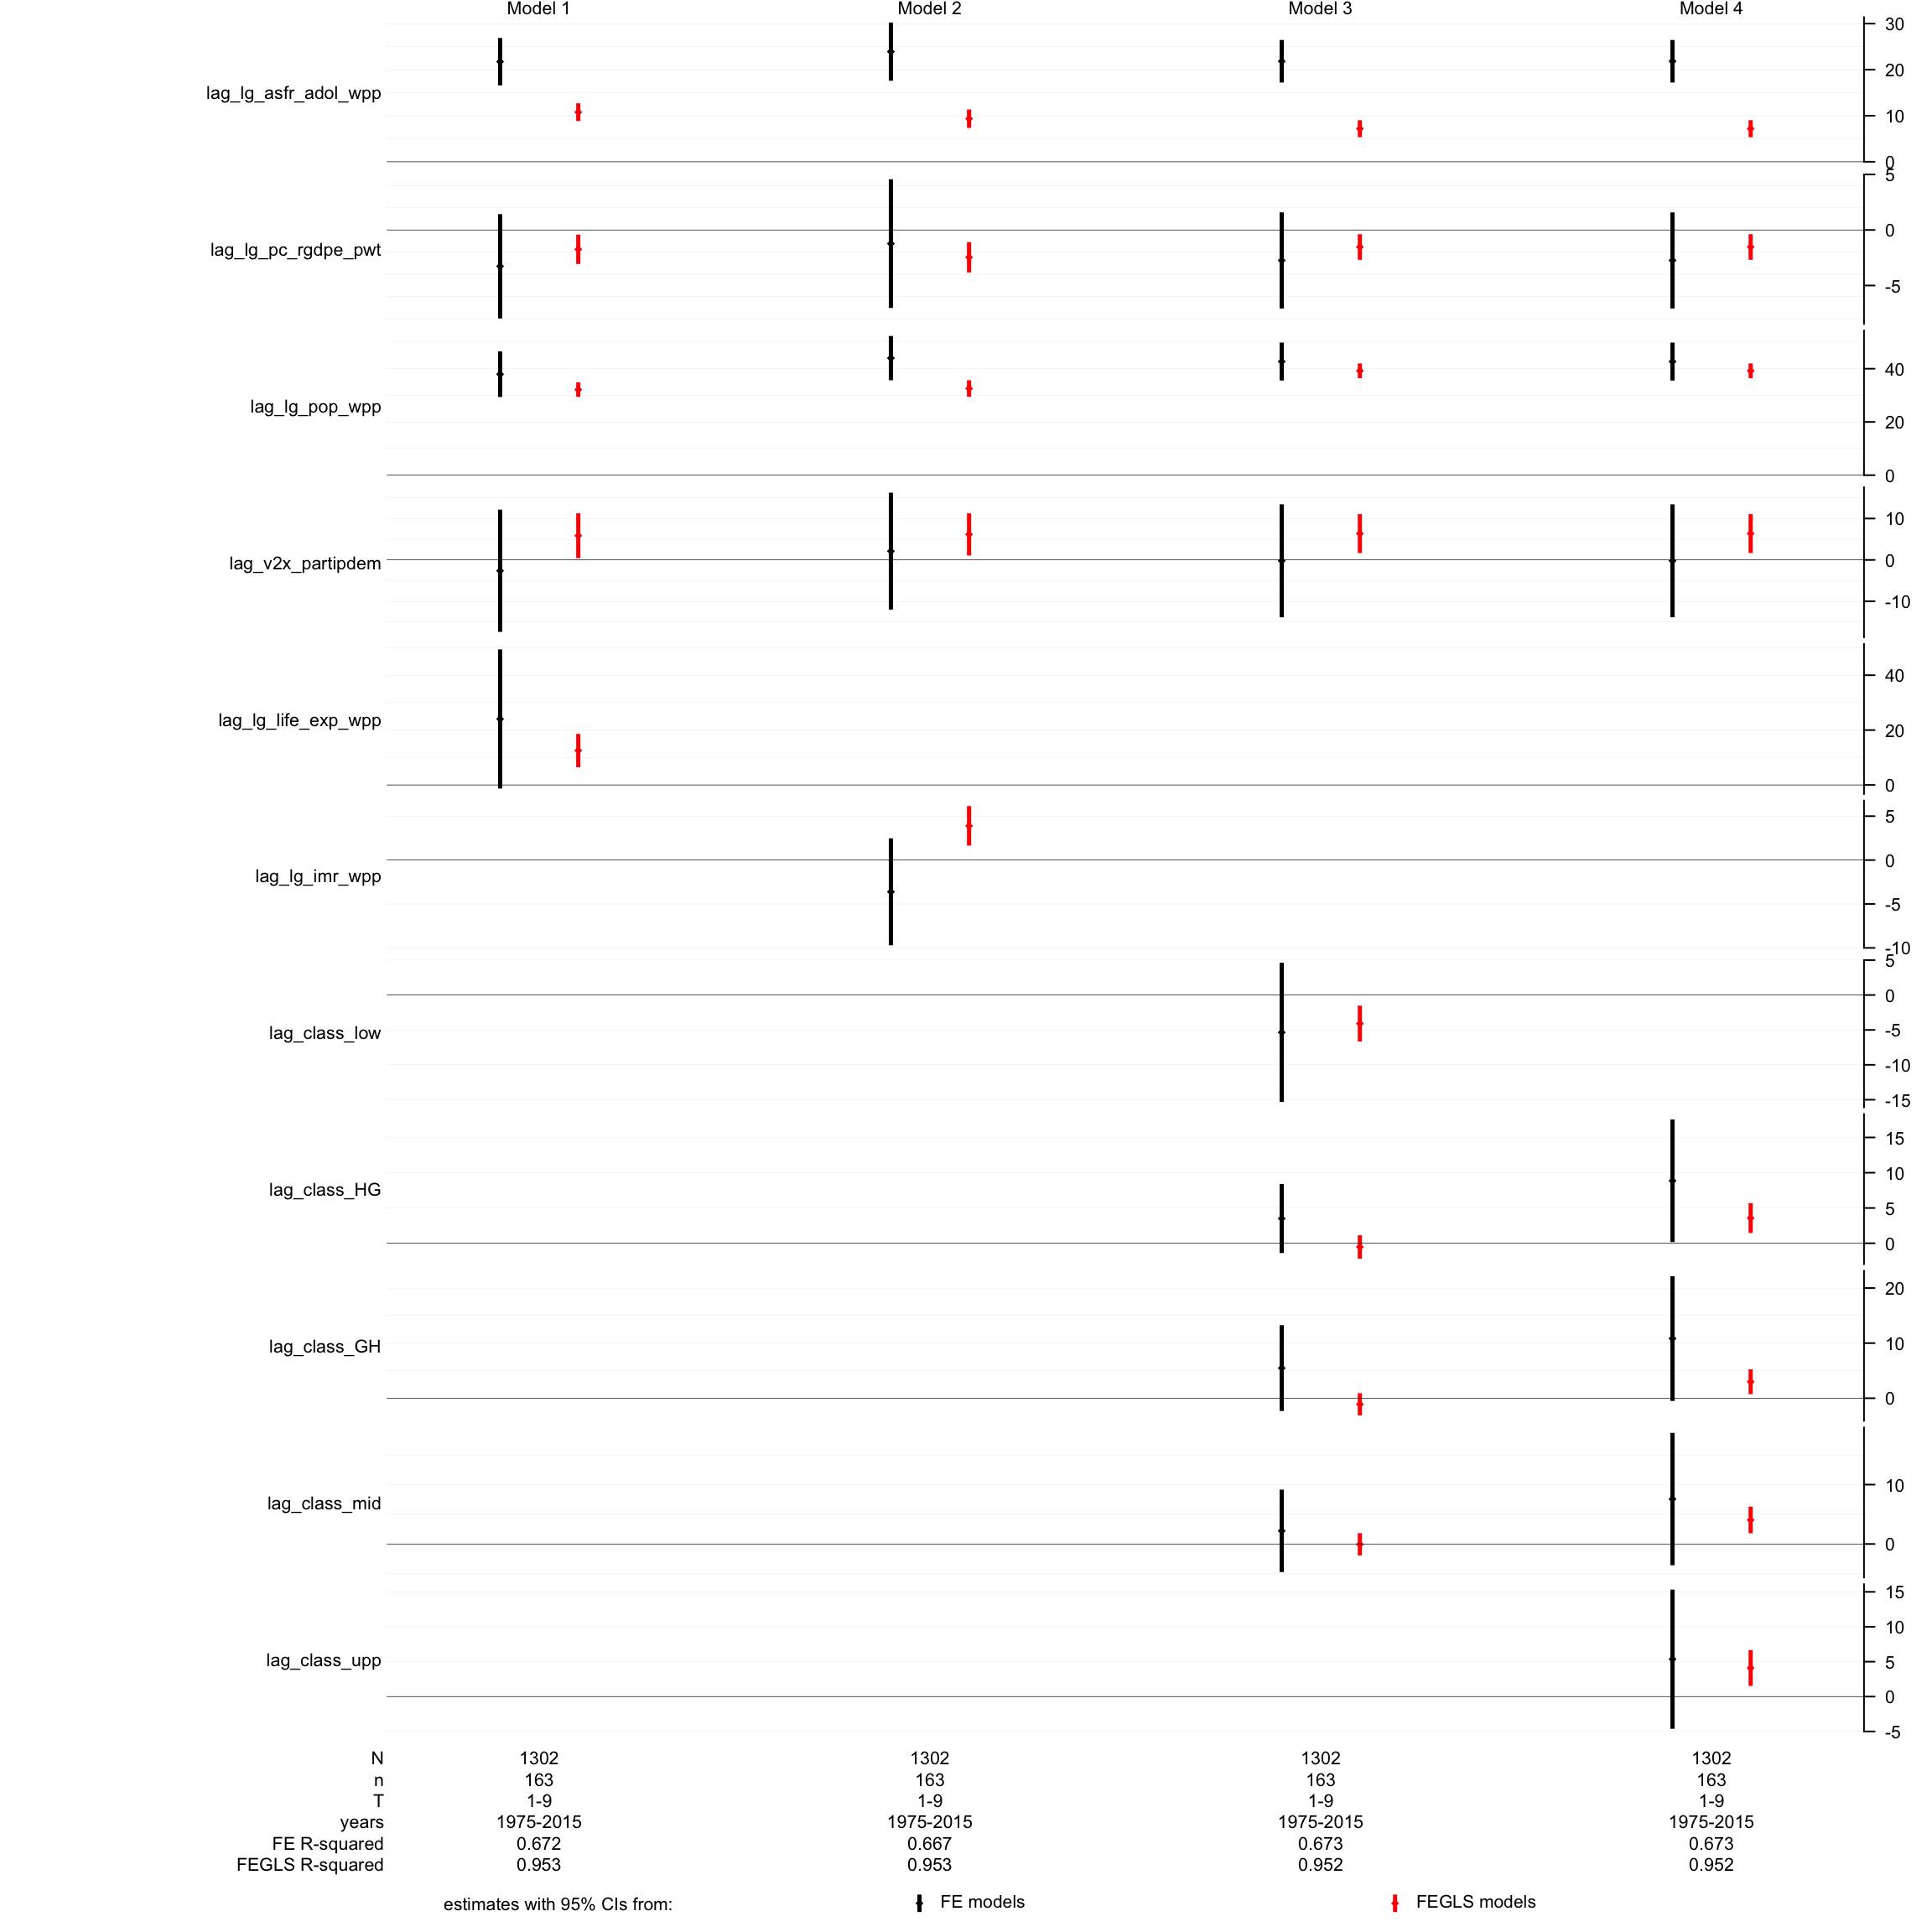 Model 1 Model 2 Model 3 Model 4
lag_lg_asfr_adol_wpp 30 20 10 0
lag_lg_pc_rgdpe_pwt 5 0 -5
lag_lg_pop_wpp 40 20 0
lag_v2x_partipdem 10 0 -10
lag_lg_life_exp_wpp 40 20 0
lag_lg_imr_wpp 5 0 -5 -10
lag_class_low 5 0 -5 -10 -15
lag_class_HG 15 10 5 0
lag_class_GH 20 10 0
lag_class_mid 10 0
lag_class_upp 15 10 5 0 -5
N 1302 1302 1302 1302
n 163 163 163 163
T 1-9 1-9 1-9 1-9
years 1975-2015 1975-2015 1975-2015 1975-2015
FE R-squared 0.672 0.667 0.673 0.673
FEGLS R-squared 0.953 0.953 0.952 0.952
estimates with 95% CIs from: FE models FEGLS models